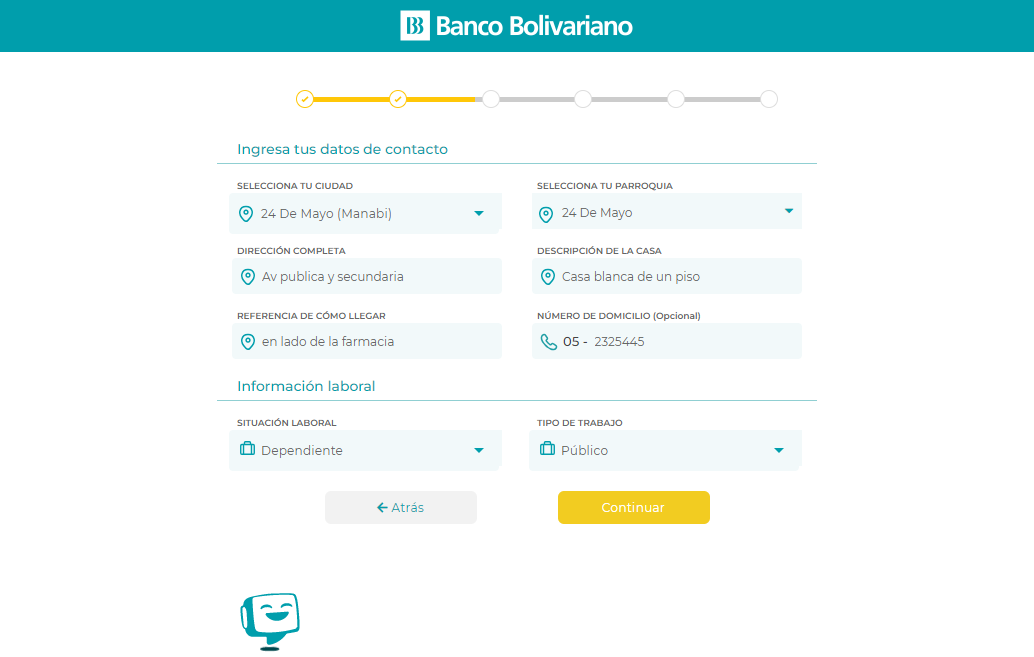 Banco Bolivariano
Ingresa tus datos de contacto
SELECCIONA TU CIUDAD
SELECCIONA TU PARROQUIA
24 De Mayo (Manabi)
24 De Mayo
DIRECCIÓN COMPLETA
DESCRIPCIÓN DE LA CASA
Av publica y secundaria
Casa blanca de un piso
REFERENCIA DE CÓMO LLEGAR
NÚMERO DE DOMICILIO (Opcional)
en lado de la farmacia
05 - 2325445
Información laboral
SITUACIÓN LABORAL
TIPO DE TRABAJO
Dependiente
Público
Atrás
Continuar